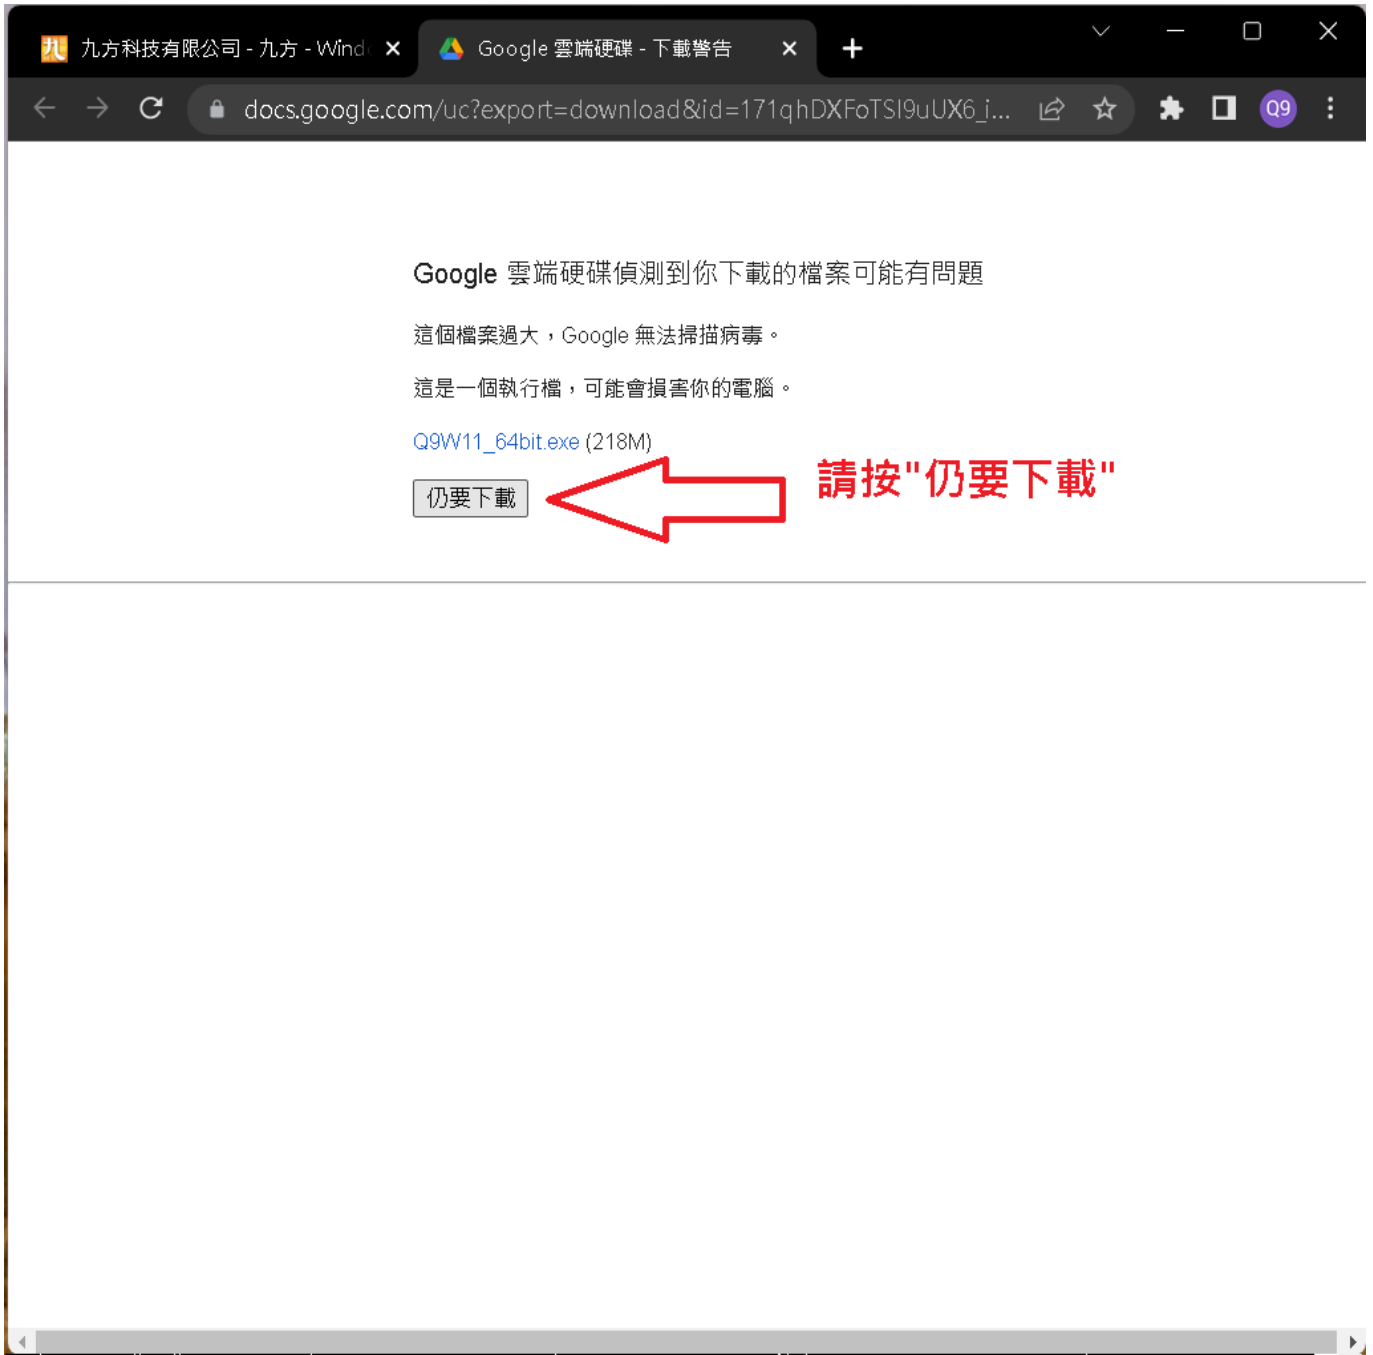 九 九方科技有限公司 - 九方 - Wind
Google 雲端硬碟 - 下載警告
docs.google.com/uc?export=download&id=171qhDXFoTSI9uUX6_i...
Q9
Google 雲端硬碟偵測到你下載的檔案可能有問題
這個檔案過大，Google 無法掃描病毒。
這是一個執行檔，可能會損害你的電腦。
Q9W11_64bit.exe (218M)
仍要下載
請按"仍要下載"